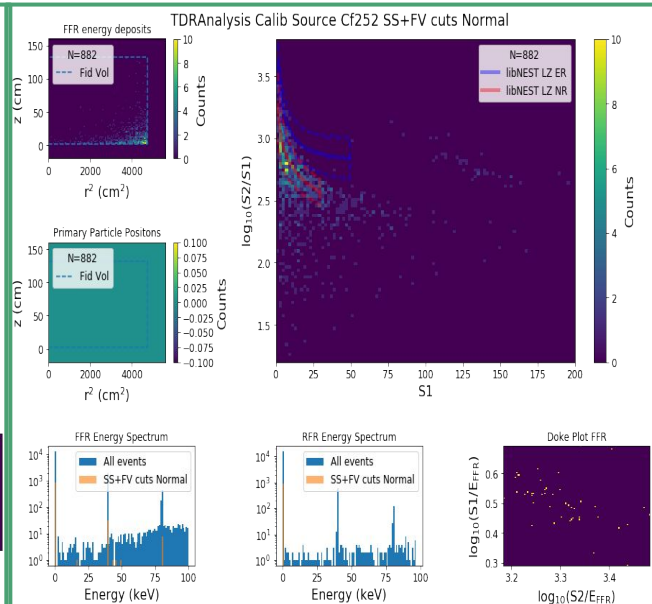 TDRAnalysis Calib Source Cf252 SS+FV cuts Normal
FFR energy deposits
150
100
50
0
z (cm)
N=882
Fid Vol
0
2000
4000
r² (cm²)
10
8
6
4
2
0
Counts
Primary Particle Positons
150
100
50
0
z (cm)
N=882
Fid Vol
0
2000
4000
r² (cm²)
0.100
0.075
0.050
0.025
0.000
−0.025
−0.050
−0.075
−0.100
Counts
3.5
3.0
2.5
2.0
1.5
log₁₀(S2/S1)
N=882
libNEST LZ ER
libNEST LZ NR
0
25
50
75
100
125
150
175
200
S1
10
8
6
4
2
0
Counts
FFR Energy Spectrum
10⁴
10³
10²
10¹
10⁰
All events
SS+FV cuts Normal
0
25
50
75
100
Energy (keV)
RFR Energy Spectrum
10⁴
10³
10²
10¹
10⁰
All events
SS+FV cuts Normal
0
25
50
75
100
Energy (keV)
Doke Plot FFR
0.6
0.5
0.4
0.3
log₁₀(S1/E_FFR)
3.2
3.3
3.4
log₁₀(S2/E_FFR)